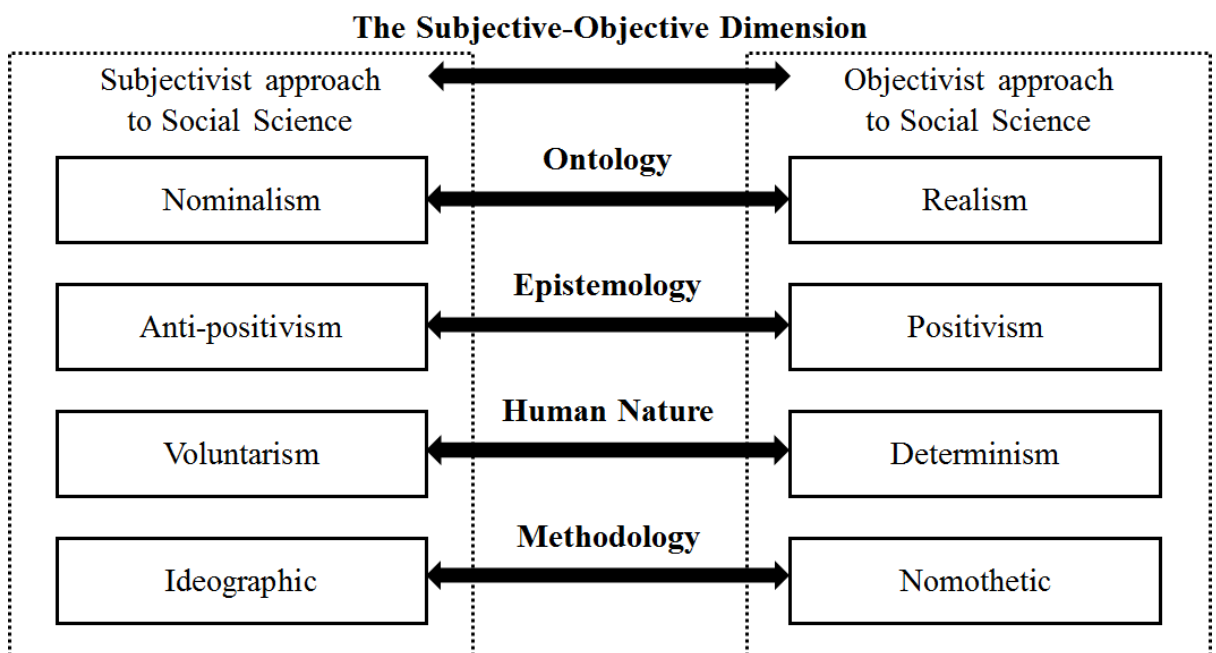 The Subjective-Objective Dimension
Subjectivist approach
to Social Science
Objectivist approach
to Social Science
Ontology
Nominalism
Realism
Epistemology
Anti-positivism
Positivism
Human Nature
Voluntarism
Determinism
Methodology
Ideographic
Nomothetic